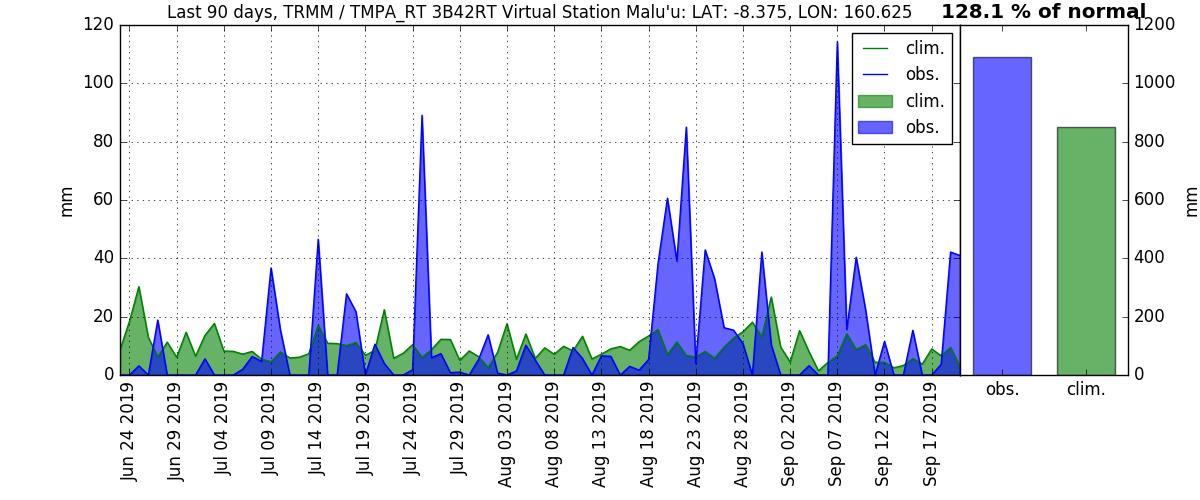 Last 90 days, TRMM / TMPA_RT 3B42RT Virtual Station Malu'u: LAT: -8.375, LON: 160.625
128.1 % of normal
120
100
80
60
40
20
0
mm
clim.
obs.
clim.
obs.
1200
1000
800
600
400
200
0
mm
Jun 24 2019
Jun 29 2019
Jul 04 2019
Jul 09 2019
Jul 14 2019
Jul 19 2019
Jul 24 2019
Jul 29 2019
Aug 03 2019
Aug 08 2019
Aug 13 2019
Aug 18 2019
Aug 23 2019
Aug 28 2019
Sep 02 2019
Sep 07 2019
Sep 12 2019
Sep 17 2019
obs.
clim.